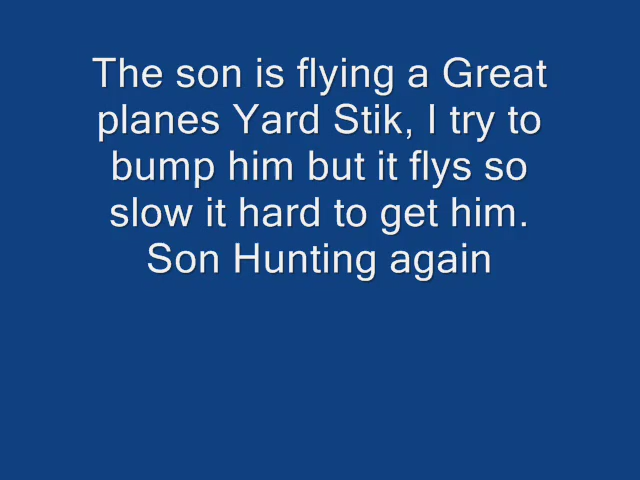 The son is flying a Great
planes Yard Stik, I try to
bump him but it flys so
slow it hard to get him.
Son Hunting again